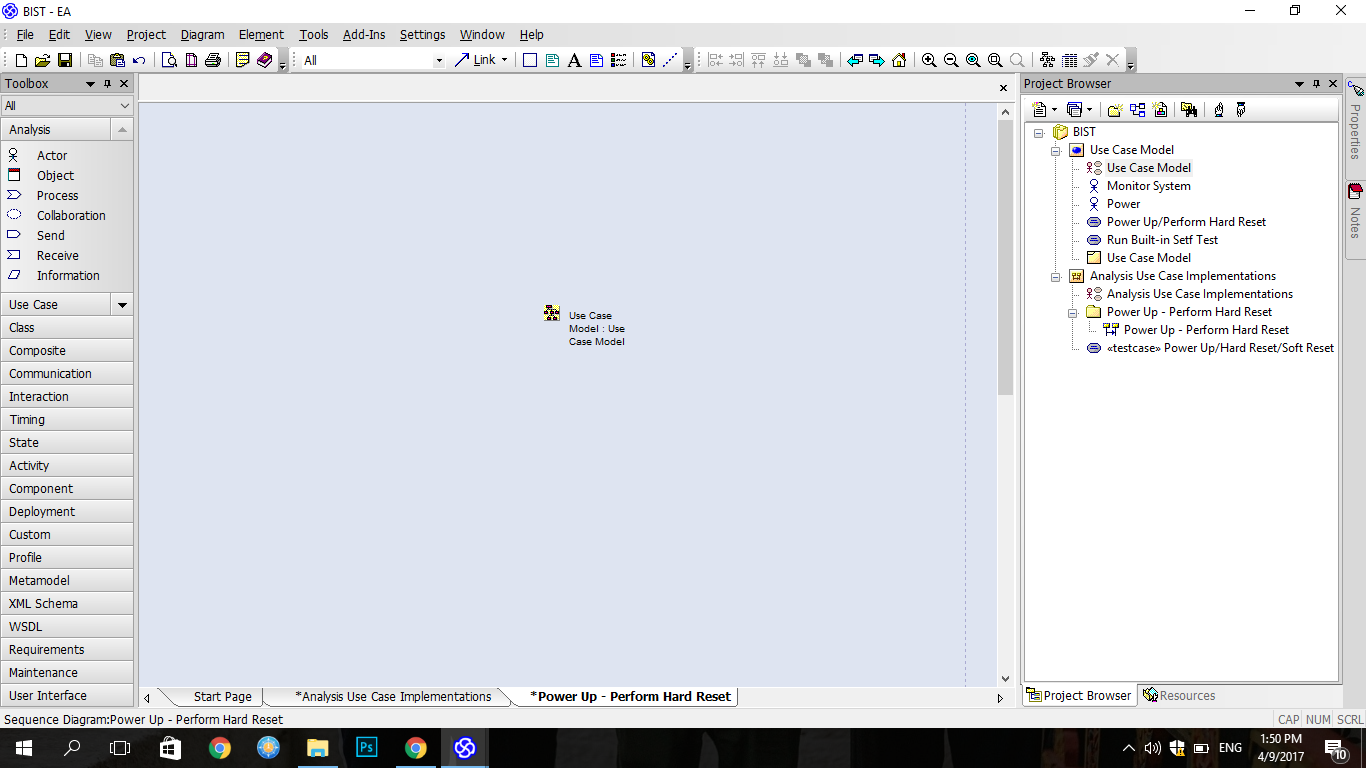 BIST - EA
File Edit View Project Diagram Element Tools Add-Ins Settings Window Help
All
Link
Toolbox
All
Analysis
Actor
Object
Process
Collaboration
Send
Receive
Information
Use Case
Class
Composite
Communication
Interaction
Timing
State
Activity
Component
Deployment
Custom
Profile
Metamodel
XML Schema
WSDL
Requirements
Maintenance
User Interface
Use Case
Model : Use
Case Model
Start Page
*Analysis Use Case Implementations
*Power Up - Perform Hard Reset
Project Browser
BIST
Use Case Model
Use Case Model
Monitor System
Power
Power Up/Perform Hard Reset
Run Built-in Setf Test
Use Case Model
Analysis Use Case Implementations
Analysis Use Case Implementations
Power Up - Perform Hard Reset
Power Up - Perform Hard Reset
«testcase» Power Up/Hard Reset/Soft Reset
Project Browser
Resources
Properties
Notes
Sequence Diagram:Power Up - Perform Hard Reset
CAP NUM SCRL
Ps
ENG
1:50 PM
4/9/2017
10